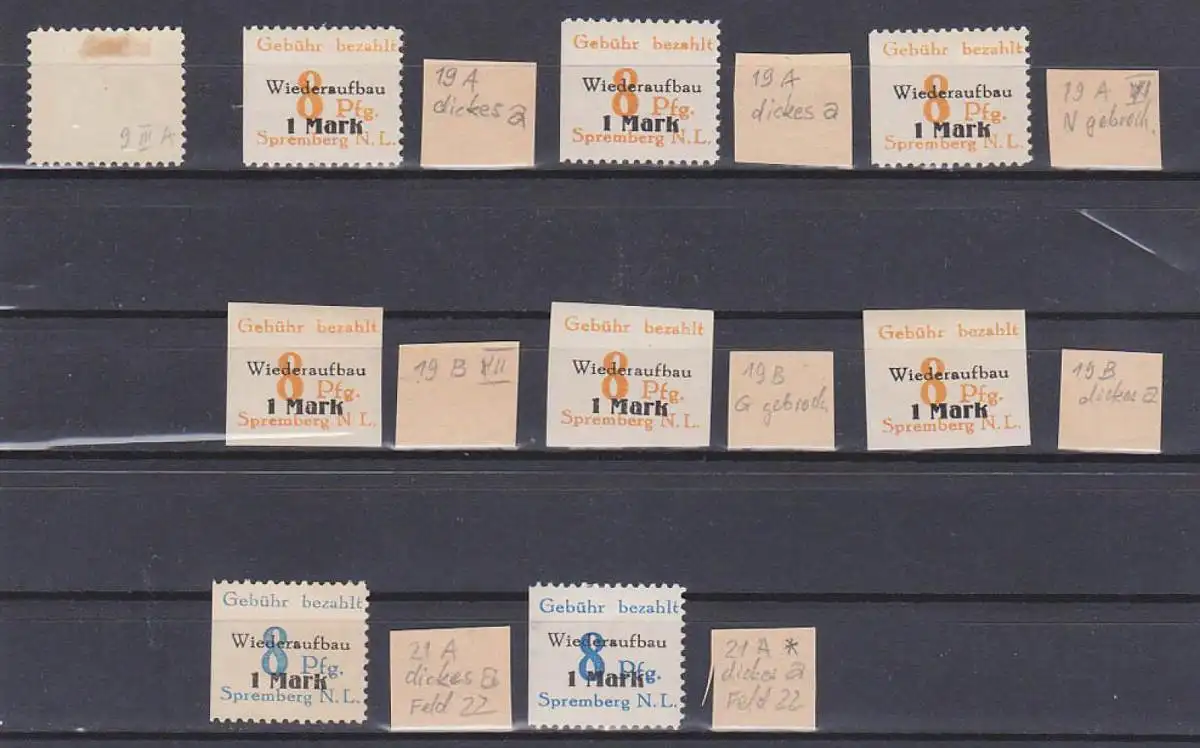 9 III A
Gebühr bezahlt
Wiederaufbau
8 Pfg.
1 Mark
Spremberg N. L.
19 A
dickes a
Gebühr bezahlt
Wiederaufbau
8 Pfg.
1 Mark
Spremberg N. L.
19 A
dickes a
Gebühr bezahlt
Wiederaufbau
8 Pfg.
1 Mark
Spremberg N. L.
19 A
N gebroch.
Gebühr bezahlt
Wiederaufbau
8 Pfg.
1 Mark
Spremberg N. L.
19 B VII
Gebühr bezahlt
Wiederaufbau
8 Pfg.
1 Mark
Spremberg N. L.
19 B
G gebroch.
Gebühr bezahlt
Wiederaufbau
8 Pfg.
1 Mark
Spremberg N. L.
19 B
dickes a
Gebühr bezahlt
Wiederaufbau
8 Pfg.
1 Mark
Spremberg N. L.
21 A
dickes a
Feld 22
Gebühr bezahlt
Wiederaufbau
8 Pfg.
1 Mark
Spremberg N. L.
21 A *
dickes a
Feld 22